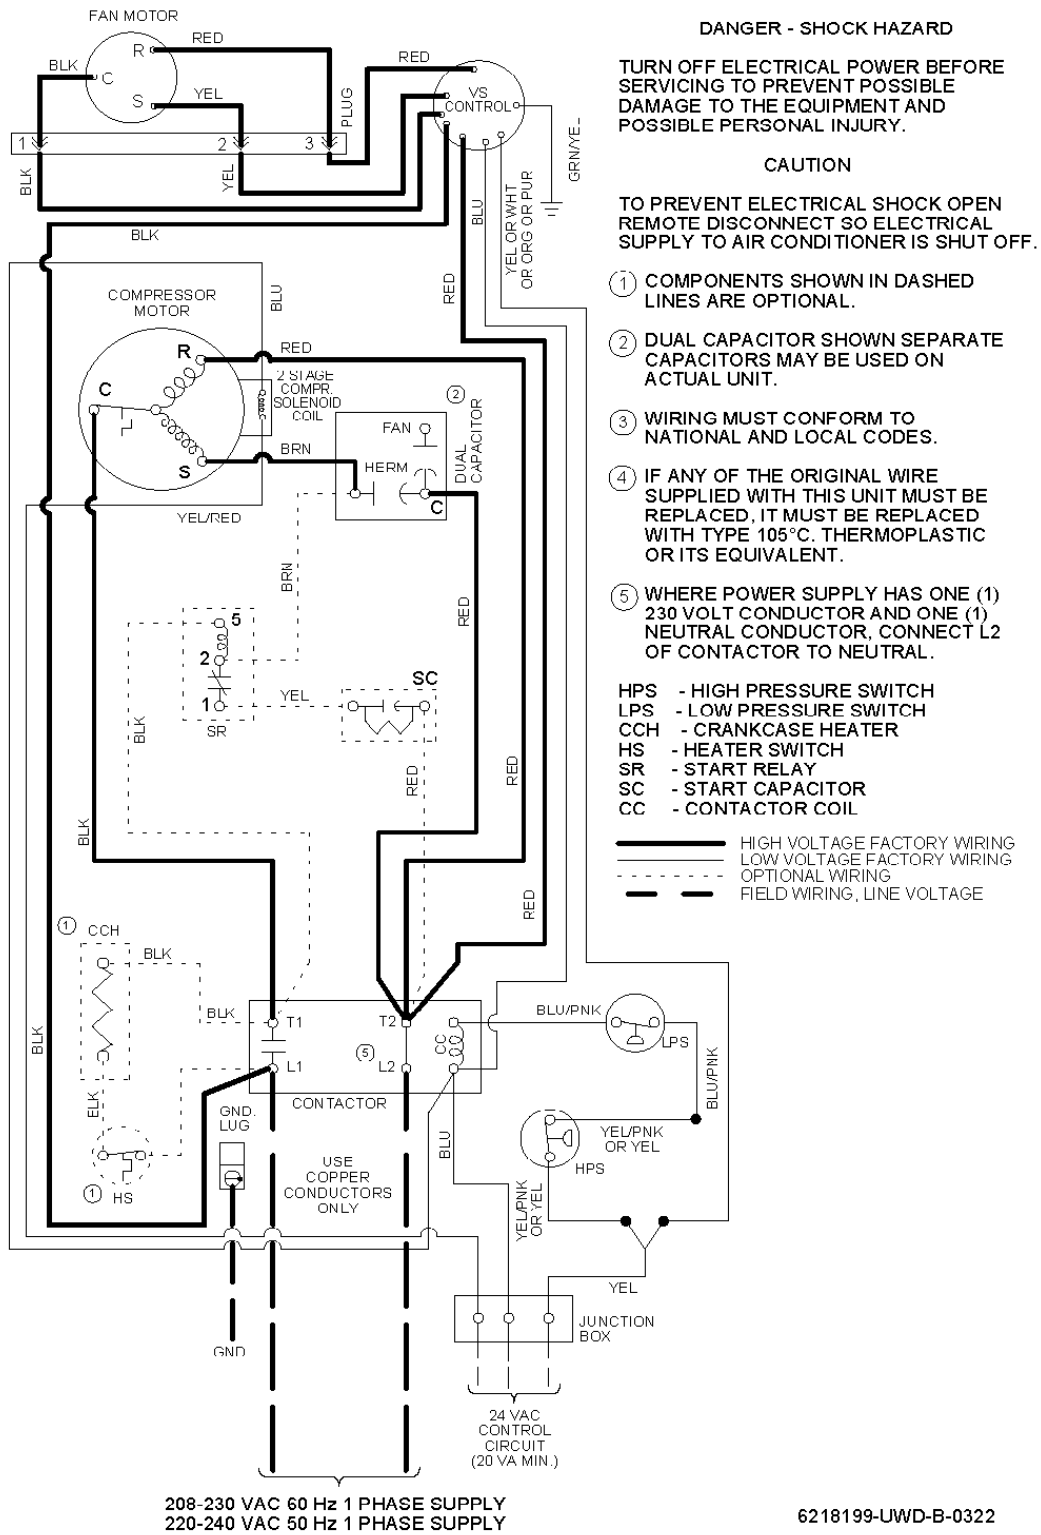 FAN MOTOR
R
RED
BLK
C
S
YEL
PLUG
1
2
3
BLK
YEL
RED
VS
CONTROL
GRN/YE_
BLK
BLU
YEL OR WHT
OR ORG OR PUR
RED
COMPRESSOR
MOTOR
BLU
R
RED
C
2 STAGE
COMPR.
SOLENOID
COIL
S
BRN
YEL/RED
2
FAN
HERM
C
DUAL
CAPACITOR
BRN
RED
5
2
1
SR
YEL
SC
BLK
RED
RED
BLK
RED
1
CCH
BLK
BLK
BLK
T1
T2
CC
5
L1
L2
CONTACTOR
BLU/PNK
LPS
BLU/PNK
ELK
1
HS
GND.
LUG
USE
COPPER
CONDUCTORS
ONLY
BLU
YEL/PNK
OR YEL
HPS
YEL/PNK
OR YEL
YEL
JUNCTION
BOX
GND
24 VAC
CONTROL
CIRCUIT
(20 VA MIN.)
208-230 VAC 60 Hz 1 PHASE SUPPLY
220-240 VAC 50 Hz 1 PHASE SUPPLY
DANGER - SHOCK HAZARD
TURN OFF ELECTRICAL POWER BEFORE
SERVICING TO PREVENT POSSIBLE
DAMAGE TO THE EQUIPMENT AND
POSSIBLE PERSONAL INJURY.
CAUTION
TO PREVENT ELECTRICAL SHOCK OPEN
REMOTE DISCONNECT SO ELECTRICAL
SUPPLY TO AIR CONDITIONER IS SHUT OFF.
1 COMPONENTS SHOWN IN DASHED
LINES ARE OPTIONAL.
2 DUAL CAPACITOR SHOWN SEPARATE
CAPACITORS MAY BE USED ON
ACTUAL UNIT.
3 WIRING MUST CONFORM TO
NATIONAL AND LOCAL CODES.
4 IF ANY OF THE ORIGINAL WIRE
SUPPLIED WITH THIS UNIT MUST BE
REPLACED, IT MUST BE REPLACED
WITH TYPE 105°C. THERMOPLASTIC
OR ITS EQUIVALENT.
5 WHERE POWER SUPPLY HAS ONE (1)
230 VOLT CONDUCTOR AND ONE (1)
NEUTRAL CONDUCTOR, CONNECT L2
OF CONTACTOR TO NEUTRAL.
HPS - HIGH PRESSURE SWITCH
LPS - LOW PRESSURE SWITCH
CCH - CRANKCASE HEATER
HS - HEATER SWITCH
SR - START RELAY
SC - START CAPACITOR
CC - CONTACTOR COIL
HIGH VOLTAGE FACTORY WIRING
LOW VOLTAGE FACTORY WIRING
OPTIONAL WIRING
FIELD WIRING, LINE VOLTAGE
6218199-UWD-B-0322